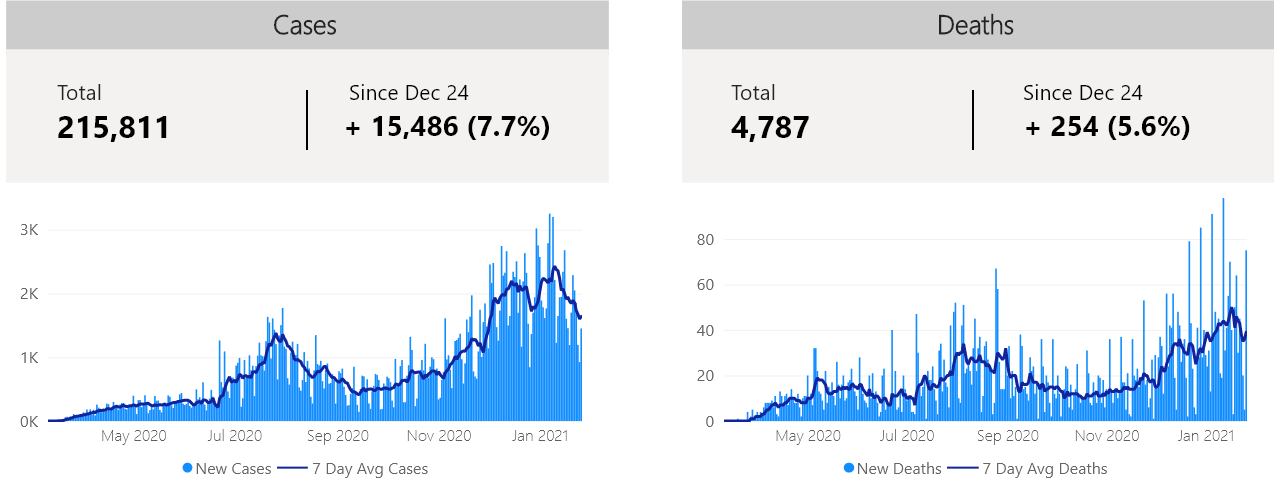 Cases
Total
215,811
Since Dec 24
+ 15,486 (7.7%)
3K
2K
1K
0K
May 2020 Jul 2020 Sep 2020 Nov 2020 Jan 2021
New Cases 7 Day Avg Cases
Deaths
Total
4,787
Since Dec 24
+ 254 (5.6%)
80
60
40
20
0
May 2020 Jul 2020 Sep 2020 Nov 2020 Jan 2021
New Deaths 7 Day Avg Deaths